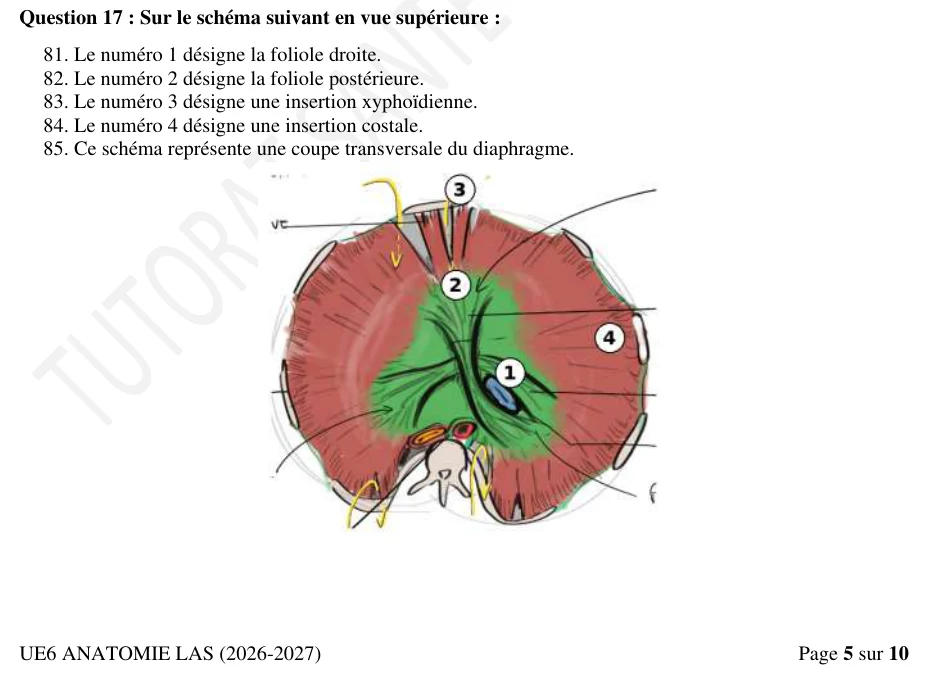 Question 17 : Sur le schéma suivant en vue supérieure :
81. Le numéro 1 désigne la foliole droite.
82. Le numéro 2 désigne la foliole postérieure.
83. Le numéro 3 désigne une insertion xyphoïdienne.
84. Le numéro 4 désigne une insertion costale.
85. Ce schéma représente une coupe transversale du diaphragme.
3
2
4
1
UE6 ANATOMIE LAS (2026-2027)
Page 5 sur 10